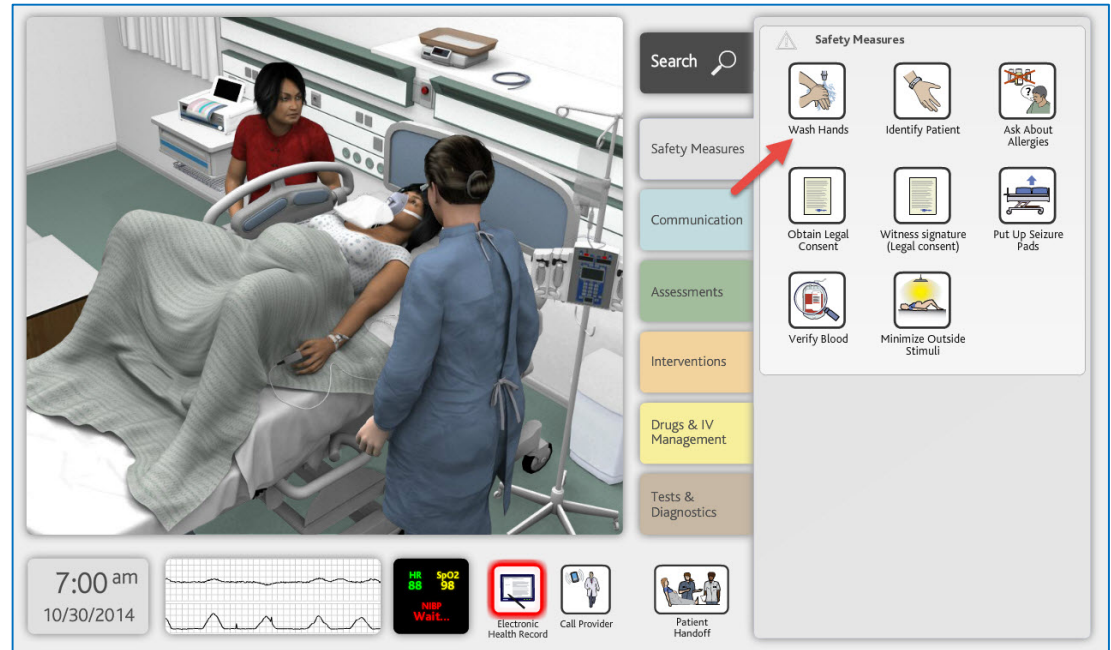 Search
Safety Measures
Communication
Assessments
Interventions
Drugs & IV
Management
Tests &
Diagnostics
Safety Measures
Wash Hands
Identify Patient
Ask About
Allergies
?
Obtain Legal
Consent
Witness signature
(Legal consent)
Put Up Seizure
Pads
Verify Blood
Minimize Outside
Stimuli
7:00 am
10/30/2014
HR SpO2
88 98
NIBP
Wait...
Electronic
Health Record
Call Provider
Patient
Handoff